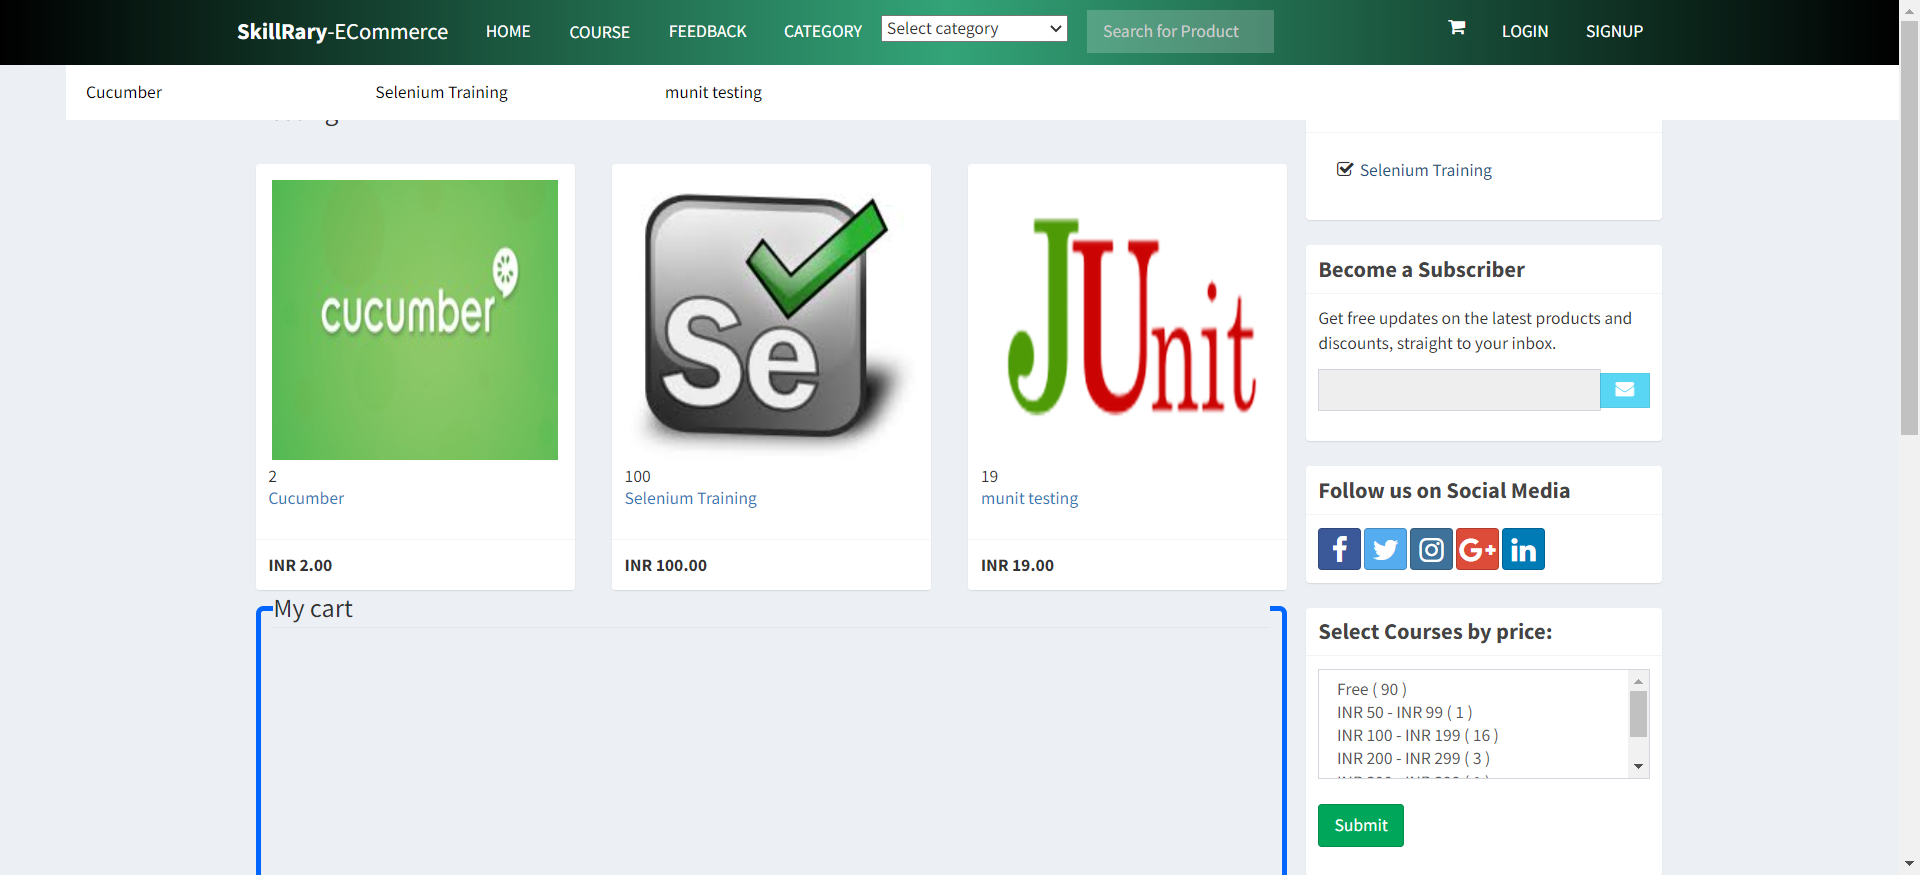 SkillRary-ECommerce HOME COURSE FEEDBACK CATEGORY Select category Search for Product LOGIN SIGNUP
Cucumber Selenium Training munit testing
Selenium Training
cucumber
Se
JUnit
2
Cucumber
INR 2.00
100
Selenium Training
INR 100.00
19
munit testing
INR 19.00
My cart
Become a Subscriber
Get free updates on the latest products and
discounts, straight to your inbox.
Follow us on Social Media
f G+ in
Select Courses by price:
Free ( 90 )
INR 50 - INR 99 ( 1 )
INR 100 - INR 199 ( 16 )
INR 200 - INR 299 ( 3 )
Submit